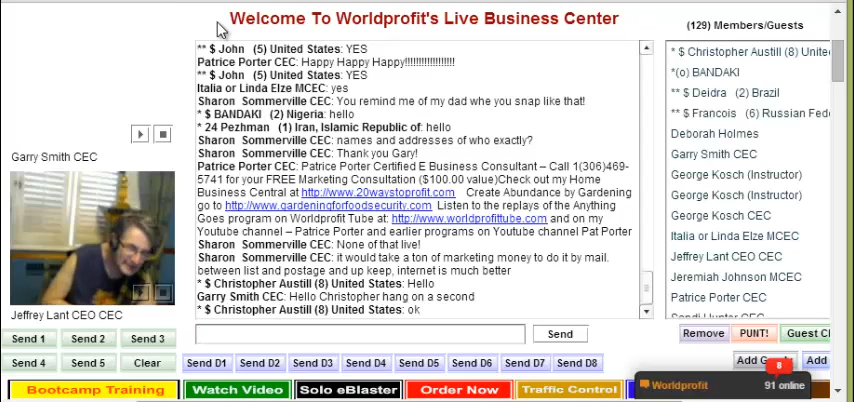 Welcome To Worldprofit's Live Business Center
(129) Members/Guests
** $ John (5) United States: YES
Patrice Porter CEC: Happy Happy Happy!!!!!!!!!!!!!!!!!!!
** $ John (5) United States: YES
Italia or Linda Elze MCEC: yes
Sharon Sommerville CEC: You remind me of my dad whe you snap like that!
* $ BANDAKI (2) Nigeria: hello
* 24 Pezhman (1) Iran, Islamic Republic of: hello
Sharon Sommerville CEC: names and addresses of who exactly?
Sharon Sommerville CEC: Thank you Gary!
Patrice Porter CEC: Patrice Porter Certified E Business Consultant – Call 1(306)469-
5741 for your FREE Marketing Consultation ($100.00 value)Check out my Home
Business Central at http://www.20waystoprofit.com Create Abundance by Gardening
go to http://www.gardeningforfoodsecurity.com Listen to the replays of the Anything
Goes program on Worldprofit Tube at: http://www.worldprofittube.com and on my
Youtube channel – Patrice Porter and earlier programs on Youtube channel Pat Porter
Sharon Sommerville CEC: None of that live!
Sharon Sommerville CEC: it would take a ton of marketing money to do it by mail.
between list and postage and up keep, internet is much better
* $ Christopher Austill (8) United States: Hello
Garry Smith CEC: Hello Christopher hang on a second
* $ Christopher Austill (8) United States: ok
* $ Christopher Austill (8) Unite
*(o) BANDAKI
** $ Deidra (2) Brazil
** $ Francois (6) Russian Fede
Deborah Holmes
Garry Smith CEC
George Kosch (Instructor)
George Kosch (Instructor)
George Kosch CEC
Italia or Linda Elze MCEC
Jeffrey Lant CEO CEC
Jeremiah Johnson MCEC
Patrice Porter CEC
Garry Smith CEC
Jeffrey Lant CEO CEC
Send
Remove PUNT! Guest C
Send 1 Send 2 Send 3
Send 4 Send 5 Clear Send D1 Send D2 Send D3 Send D4 Send D5 Send D6 Send D7 Send D8
Add Add
Bootcamp Training Watch Video Solo eBlaster Order Now Traffic Control
8
Worldprofit 91 online